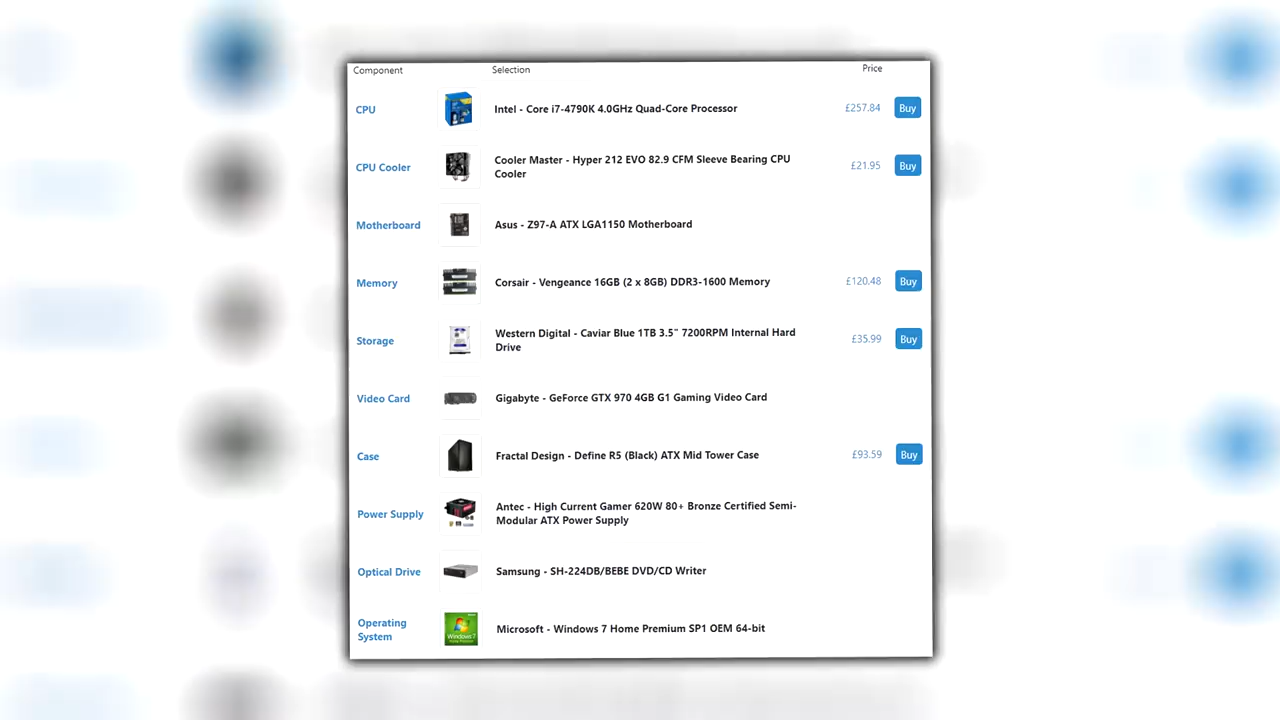 Component Selection Price
CPU Intel - Core i7-4790K 4.0GHz Quad-Core Processor £257.84 Buy
CPU Cooler Cooler Master - Hyper 212 EVO 82.9 CFM Sleeve Bearing CPU
Cooler £21.95 Buy
Motherboard Asus - Z97-A ATX LGA1150 Motherboard
Memory Corsair - Vengeance 16GB (2 x 8GB) DDR3-1600 Memory £120.48 Buy
Storage Western Digital - Caviar Blue 1TB 3.5" 7200RPM Internal Hard
Drive £35.99 Buy
Video Card Gigabyte - GeForce GTX 970 4GB G1 Gaming Video Card
Case Fractal Design - Define R5 (Black) ATX Mid Tower Case £93.59 Buy
Power Supply Antec - High Current Gamer 620W 80+ Bronze Certified Semi-
Modular ATX Power Supply
Optical Drive Samsung - SH-224DB/BEBE DVD/CD Writer
Operating
System Microsoft - Windows 7 Home Premium SP1 OEM 64-bit
Windows 7